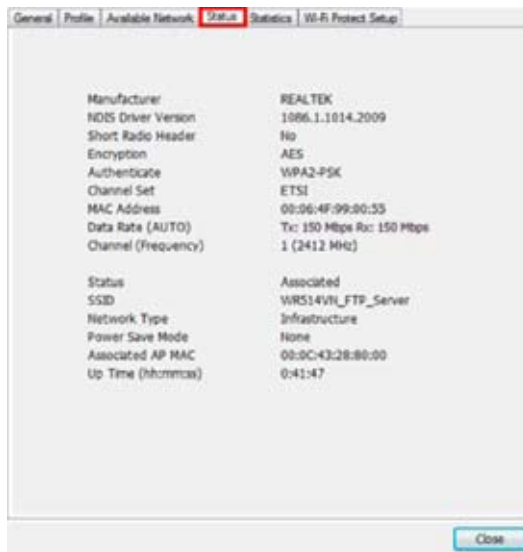 General Profile Available Network Status Statistics Wi-Fi Protect Setup
Manufacturer REALTEK
NDIS Driver Version 1086.1.1014.2009
Short Radio Header No
Encryption AES
Authenticate WPA2-PSK
Channel Set ETSI
MAC Address 00:06:4F:99:00:55
Data Rate (AUTO) Tx: 150 Mbps Rx: 150 Mbps
Channel (Frequency) 1 (2412 MHz)
Status Associated
SSID WR514VN_FTP_Server
Network Type Infrastructure
Power Save Mode None
Associated AP MAC 00:0C:43:28:80:00
Up Time (hh:mm:ss) 0:41:47
Close